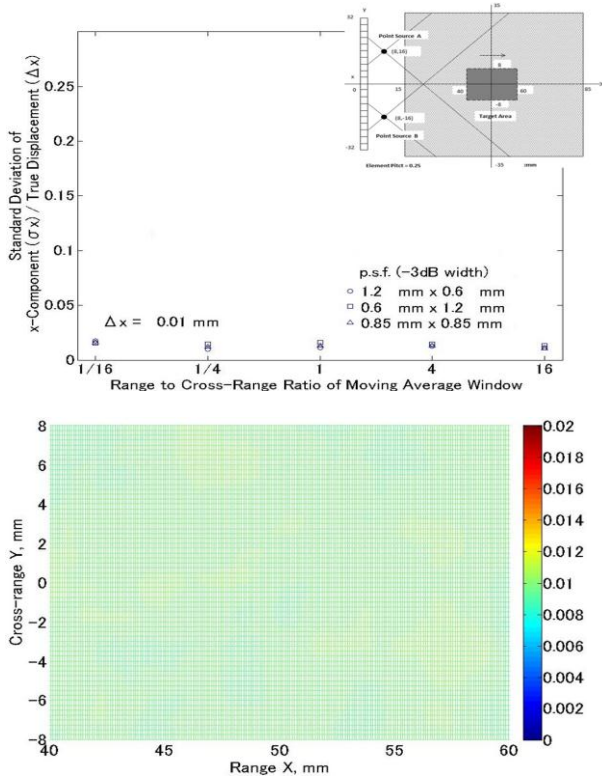 Standard Deviation of
x-Component (σx) / True Displacement (Δx)
0.25
0.2
0.15
0.1
0.05
0
Δx = 0.01 mm
p.s.f. (-3dB width)
1.2 mm x 0.6 mm
0.6 mm x 1.2 mm
0.85 mm x 0.85 mm
1/16 1/4 1 4 16
Range to Cross-Range Ratio of Moving Average Window
Y
32
35
Point Source A
(8,16)
8
x
15
40
60
85
-8
(8,-16)
Target Area
Point Source B
-32
-35
Element Pitch = 0.25
:mm
Cross-range Y, mm
8
6
4
2
0
-2
-4
-6
-8
40 45 50 55 60
Range X, mm
0.02
0.018
0.016
0.014
0.012
0.01
0.008
0.006
0.004
0.002
0